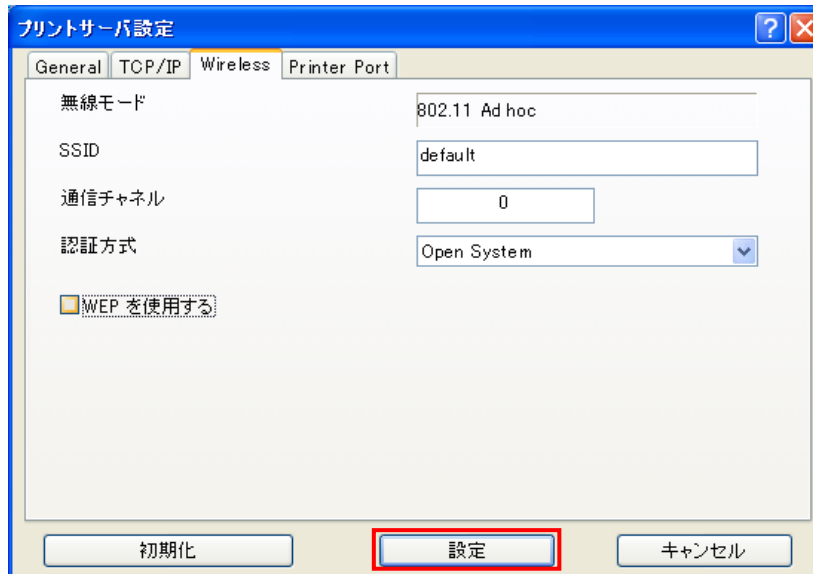 プリントサーバ設定
General TCP/IP Wireless Printer Port
無線モード 802.11 Ad hoc
SSID default
通信チャネル 0
認証方式 Open System
WEP を使用する
初期化 設定 キャンセル